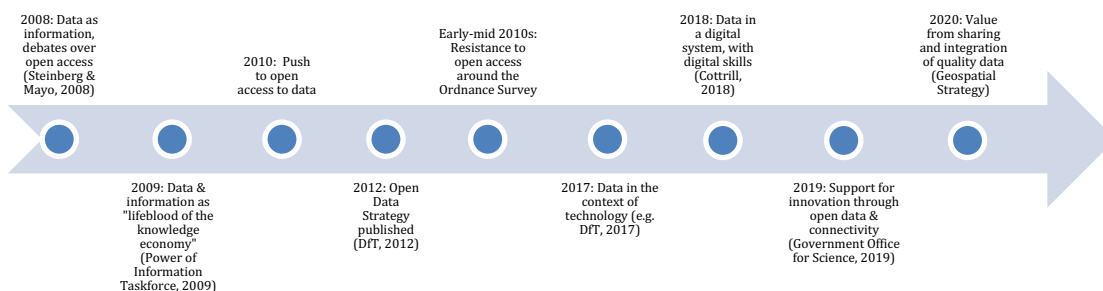 2008: Data as
information,
debates over
open access
(Steinberg &
Mayo, 2008)
2009: Data &
information as
"lifeblood of the
knowledge
economy"
(Power of
Information
Taskforce, 2009)
2010:  Push
to open
access to data
2012: Open
Data
Strategy
published
(DfT, 2012)
Early-mid 2010s:
Resistance to
open access
around the
Ordnance Survey
2017: Data in the
context of
technology (e.g.
DfT, 2017)
2018: Data in
a digital
system, with
digital skills
(Cottrill,
2018)
2019: Support for
innovation through
open data &
connectivity
(Government Office
for Science, 2019)
2020: Value
from sharing
and integration
of quality data
(Geospatial
Strategy)